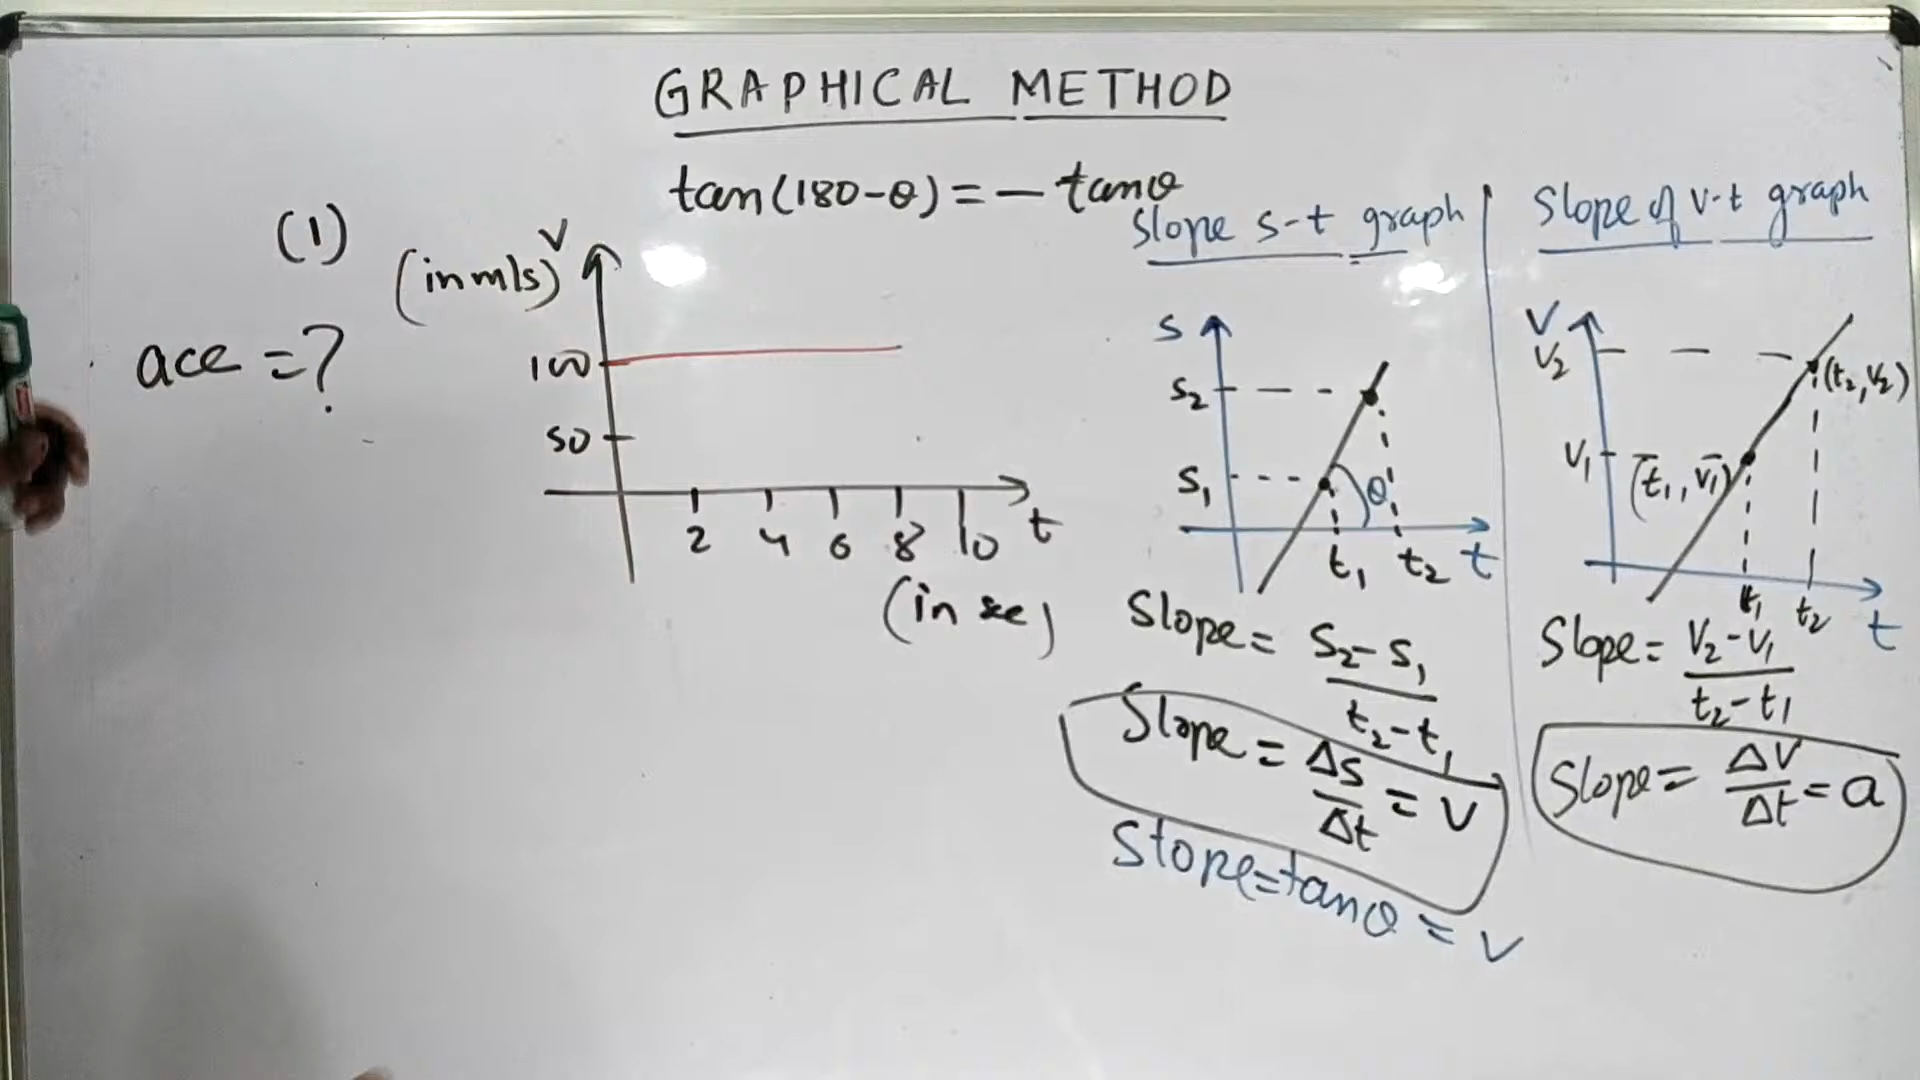 GRAPHICAL METHOD
tan(180-θ) = - tanθ
(1)
acc = ?
V
(in m/s)
100
50
2 4 6 8 10 t
(in sec)
Slope s-t graph
S
S2
S1
θ
t1 t2 t
Slope = S2-S1/t2-t1
Slope = Δs/Δt = V
Slope = tanθ = V
Slope of v-t graph
V
V2
(t2, V2)
V1
(t1, V1)
t1 t2 t
Slope = V2-V1/t2-t1
Slope = ΔV/Δt = a